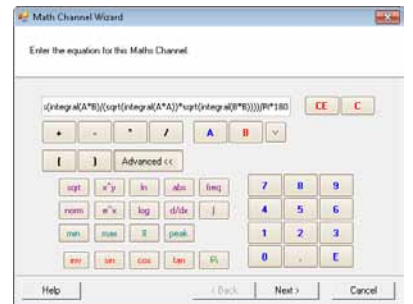 Math Channel Wizard
Enter the equation for this Maths Channel.
s(integral(A*B)/(sqrt(integral(A*A))*sqrt(integral(B*B))))/Pi*180
CE C
+ - * / A B
( ) Advanced <<
sqrt x^y ln abs freq 7 8 9
norm e^x log d/dx ∫ 4 5 6
min max peak 1 2 3
inv sin cos tan Pi 0 . E
Help < Back Next > Cancel